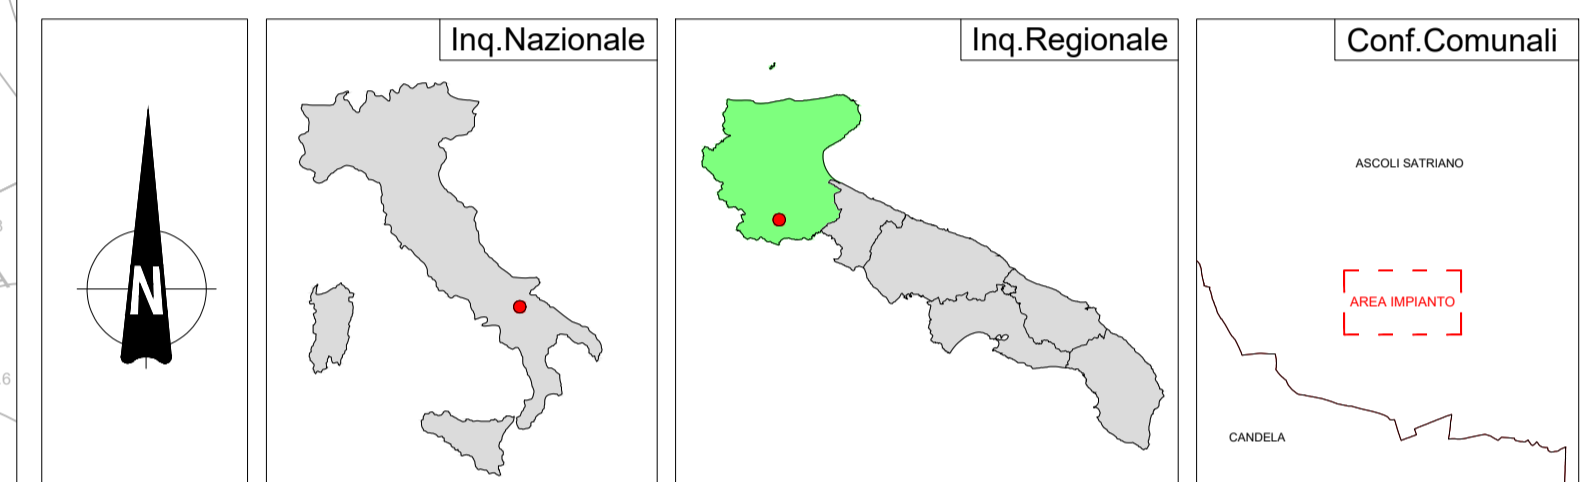 Inq.Nazionale
Inq.Regionale
Conf.Comunali
N
ASCOLI SATRIANO
AREA IMPIANTO
CANDELA